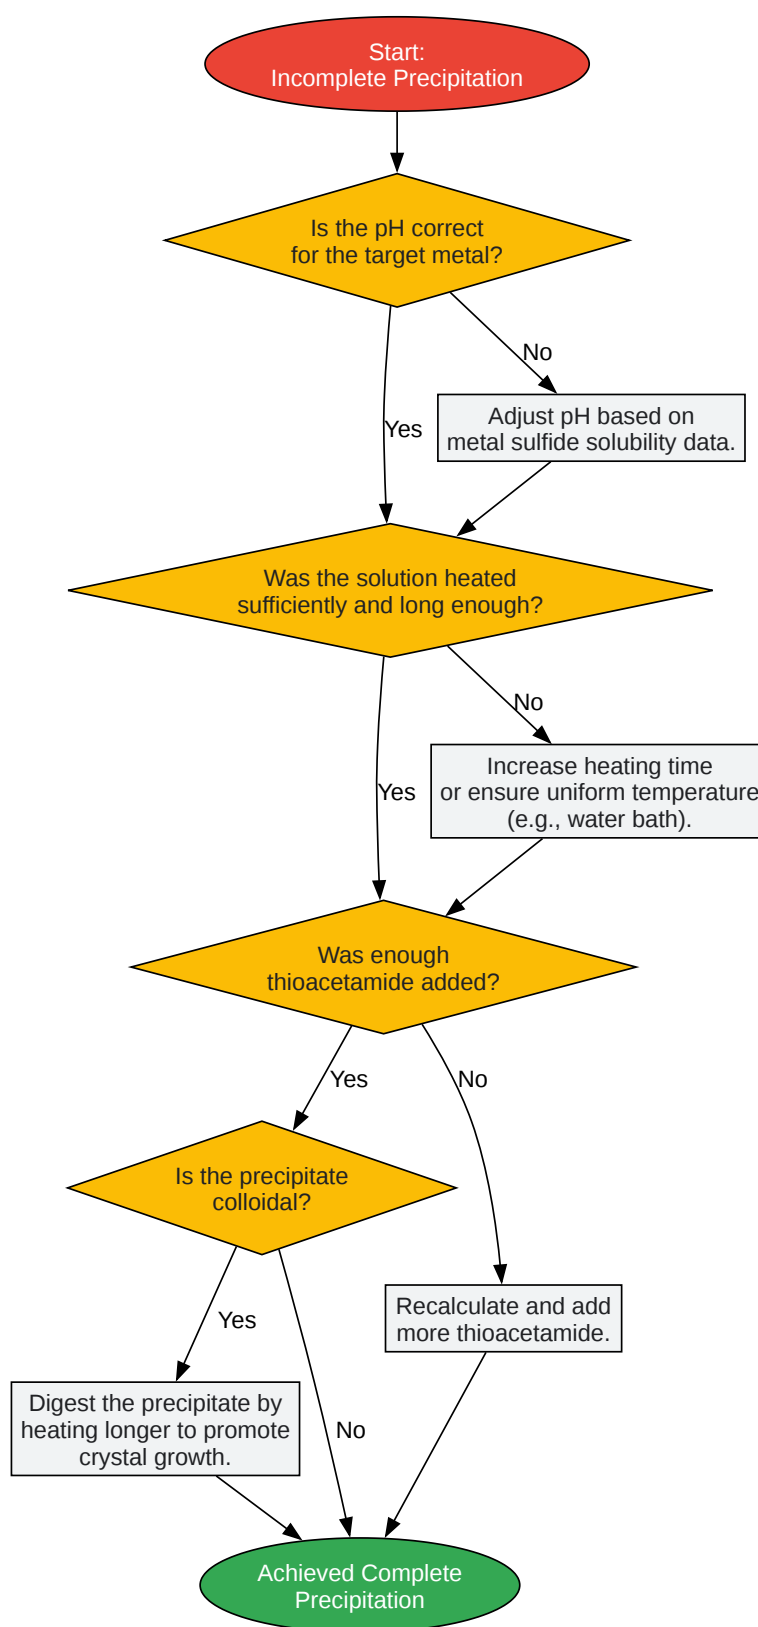 Start:
Incomplete Precipitation
Is the pH correct
for the target metal?
No
Adjust pH based on
metal sulfide solubility data.
Yes
Was the solution heated
sufficiently and long enough?
No
Increase heating time
or ensure uniform temperature
(e.g., water bath).
Yes
Was enough
thioacetamide added?
Yes
No
Is the precipitate
colloidal?
Recalculate and add
more thioacetamide.
Yes
Digest the precipitate by
heating longer to promote
crystal growth.
No
Achieved Complete
Precipitation